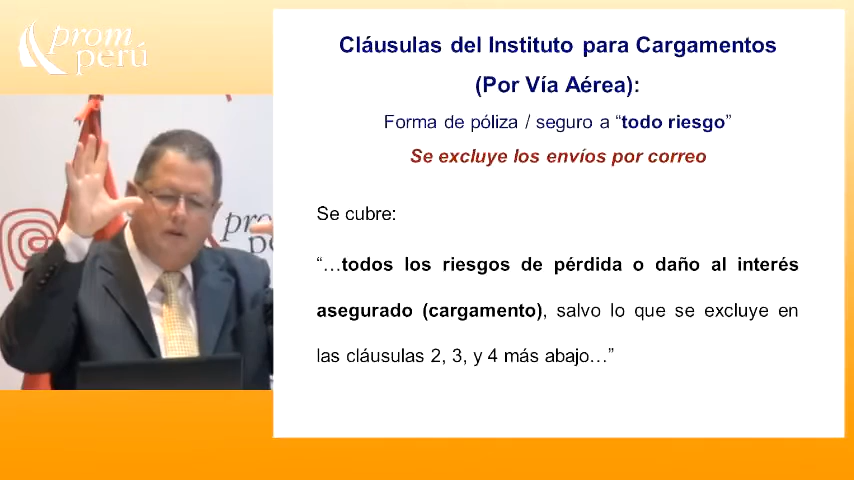 prom
perú
Cláusulas del Instituto para Cargamentos
(Por Vía Aérea):
Forma de póliza / seguro a “todo riesgo”
Se excluye los envíos por correo
Se cubre:
“…todos los riesgos de pérdida o daño al interés
asegurado (cargamento), salvo lo que se excluye en
las cláusulas 2, 3, y 4 más abajo…”